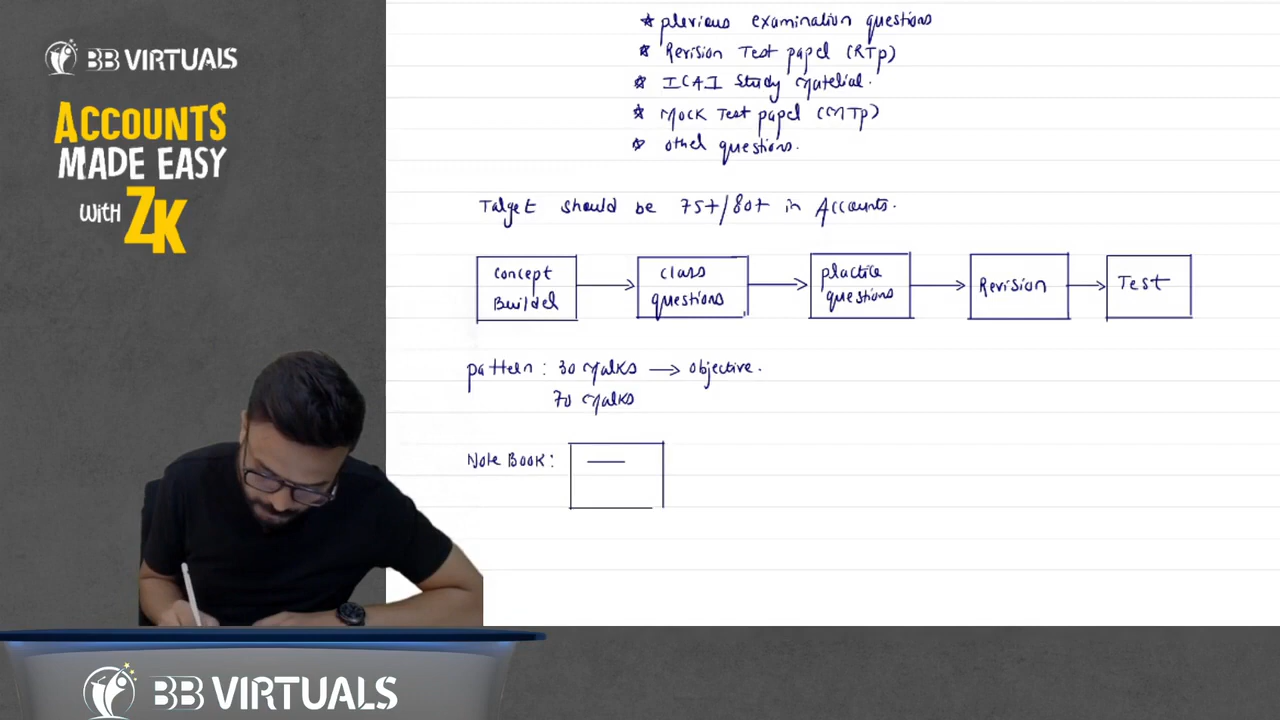 BB VIRTUALS
ACCOUNTS
MADE EASY
WITH ZK
* previous examination questions
* Revision Test paper (RTP)
* ICAI Study Material.
* Mock Test paper (MTP)
* other questions.
Target should be 75+/80+ in Accounts.
Concept Builder → class questions → practice questions → Revision → Test
pattern : 30 Marks → objective.
70 Marks
Note Book :
BB VIRTUALS